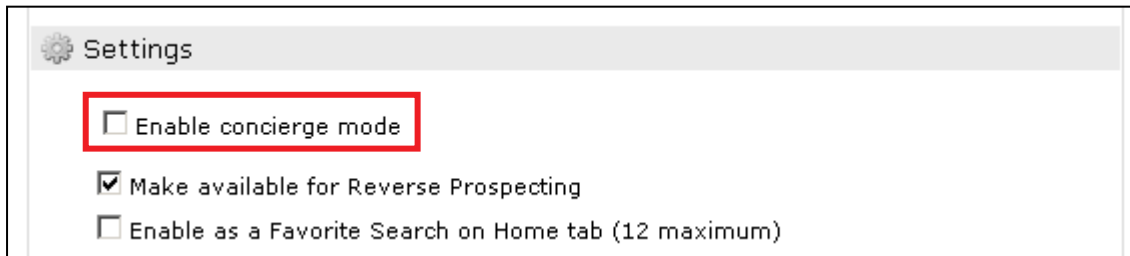 Settings
Enable concierge mode
Make available for Reverse Prospecting
Enable as a Favorite Search on Home tab (12 maximum)